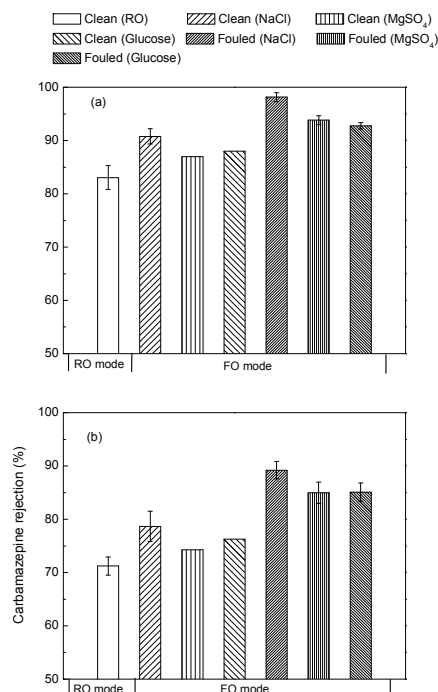 Clean (RO) Clean (NaCl) Clean (MgSO₄)
Clean (Glucose) Fouled (NaCl) Fouled (MgSO₄)
Fouled (Glucose)
(a)
100
90
80
70
60
50
RO mode FO mode
(b)
100
90
80
70
60
50
Carbamazepine rejection (%)
RO mode FO mode